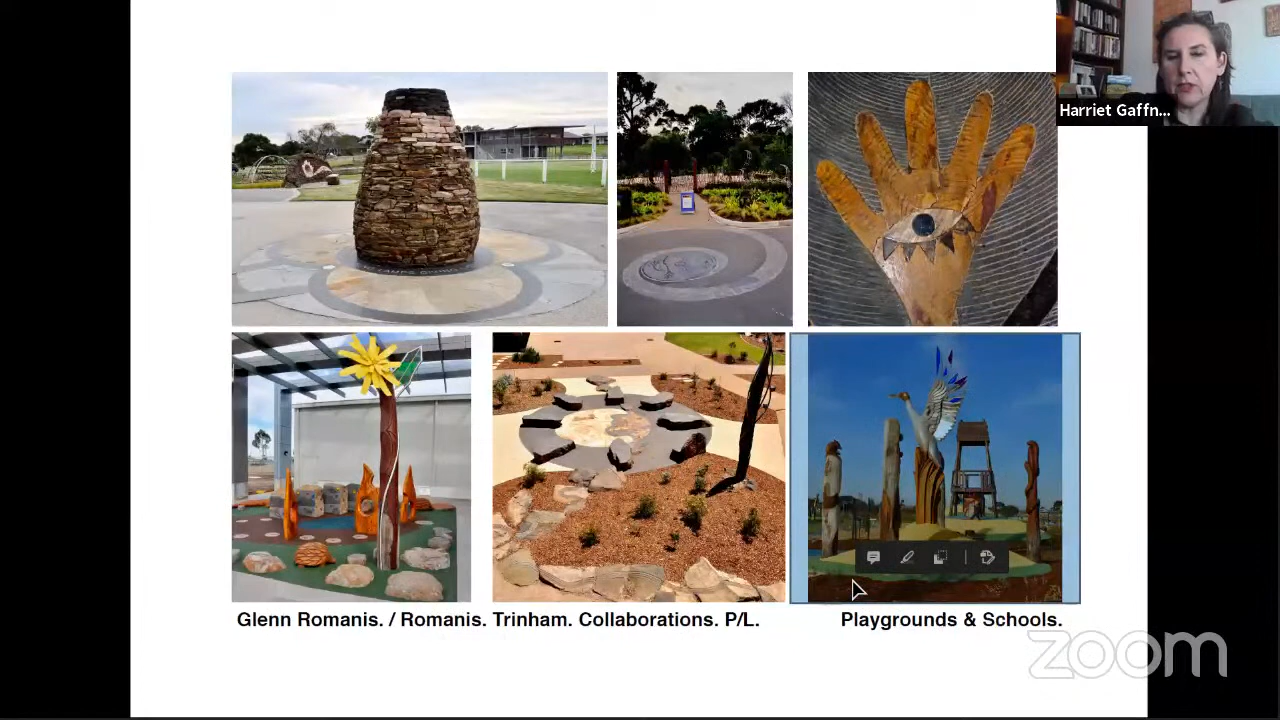 Harriet Gaffn...
Glenn Romanis. / Romanis. Trinham. Collaborations. P/L.
Playgrounds & Schools.
zoom